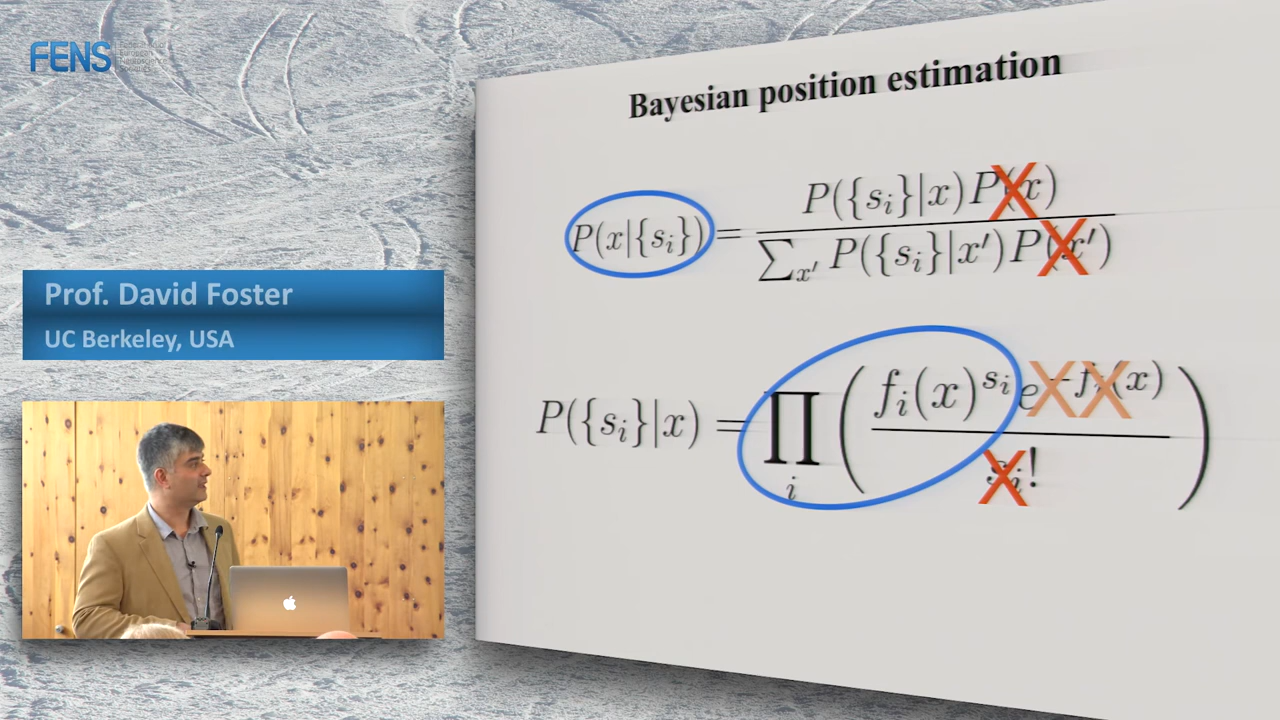 FENS
Bayesian position estimation
P(x|{s_i}) = P({s_i}|x)P(x) / ∑_{x'} P({s_i}|x')P(x')
Prof. David Foster
UC Berkeley, USA
P({s_i}|x) = ∏_i ( f_i(x)^{s_i} e^{-f_i(x)} / s_i! )